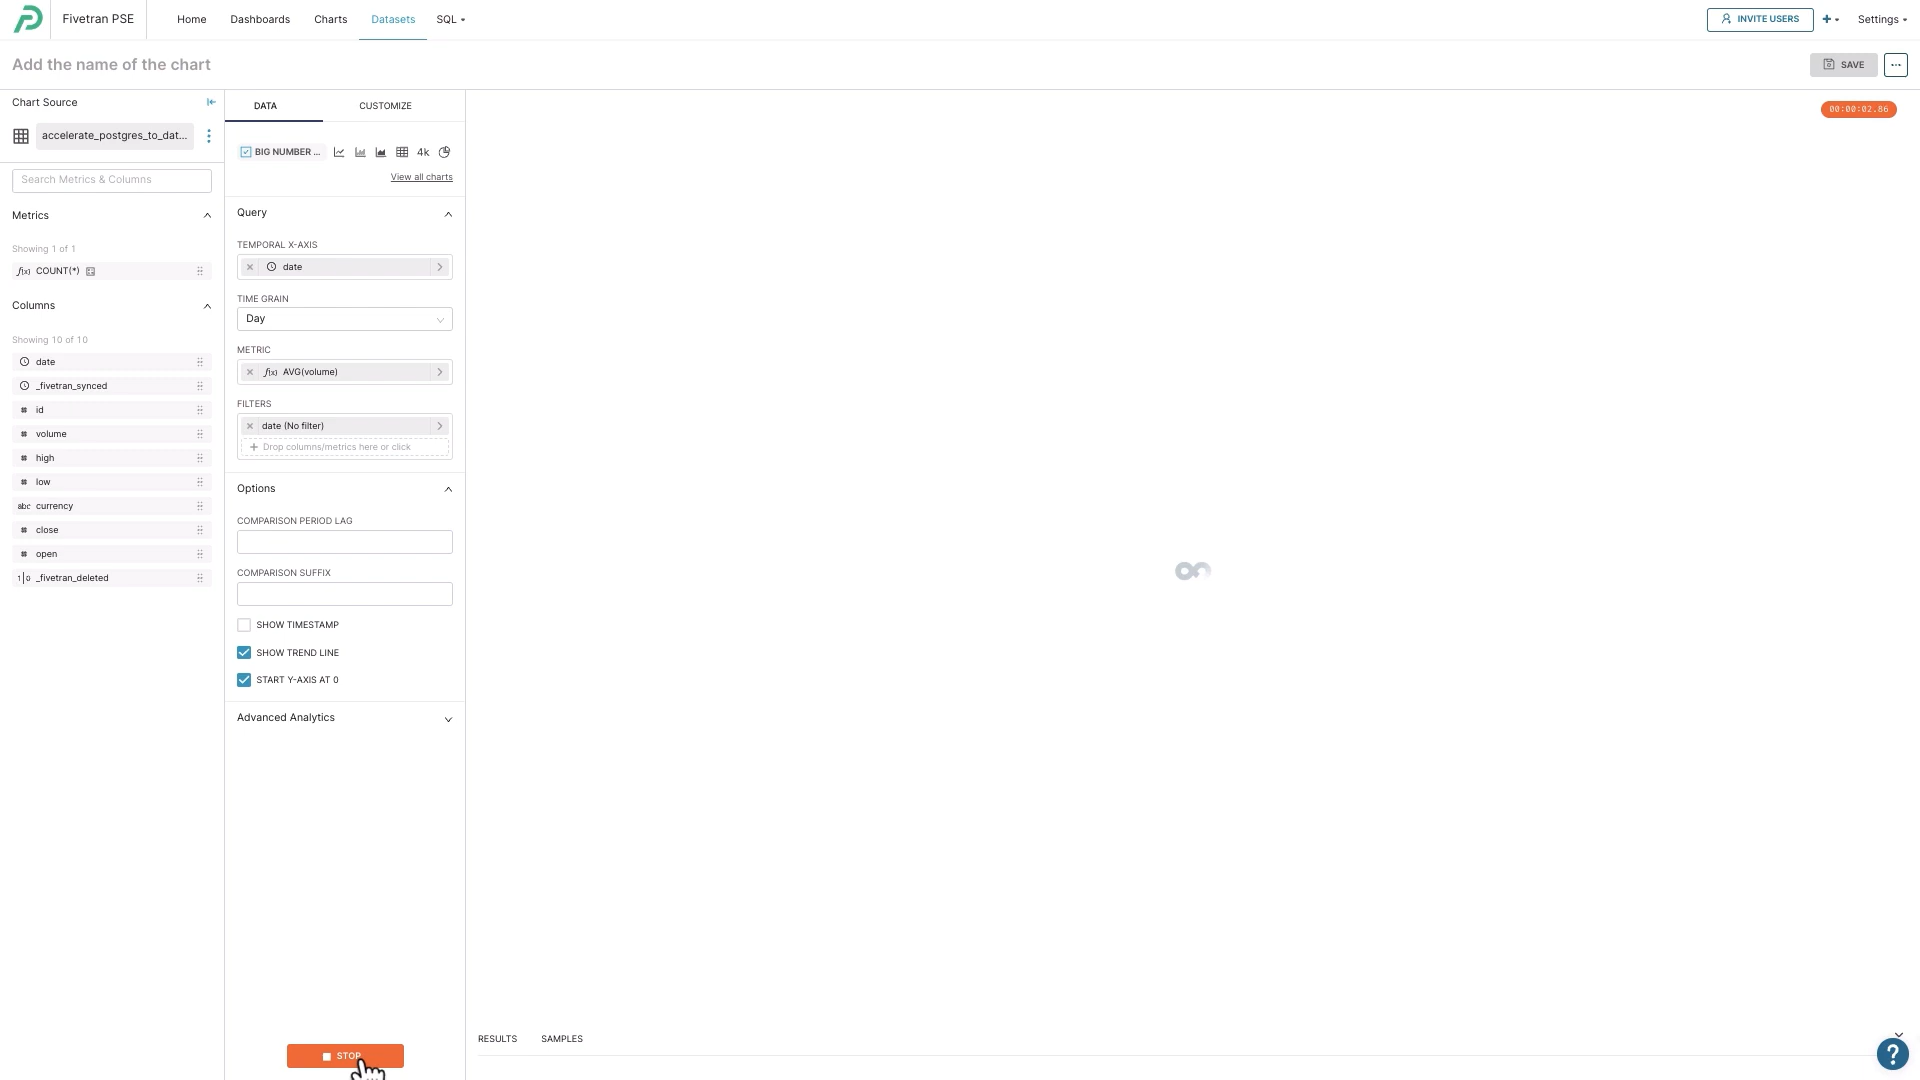 Fivetran PSE
Home
Dashboards
Charts
Datasets
SQL
INVITE USERS
Settings
Add the name of the chart
SAVE
Chart Source
accelerate_postgres_to_dat...
Search Metrics & Columns
Metrics
Showing 1 of 1
f(x) COUNT(*)
Columns
Showing 10 of 10
date
_fivetran_synced
# id
# volume
# high
# low
abc currency
# close
# open
1|0 _fivetran_deleted
DATA
CUSTOMIZE
BIG NUMBER ...
4k
View all charts
Query
TEMPORAL X-AXIS
date
TIME GRAIN
Day
METRIC
f(x) AVG(volume)
FILTERS
date (No filter)
+ Drop columns/metrics here or click
Options
COMPARISON PERIOD LAG
COMPARISON SUFFIX
SHOW TIMESTAMP
SHOW TREND LINE
START Y-AXIS AT 0
Advanced Analytics
STOP
00:00:02.86
RESULTS
SAMPLES
?